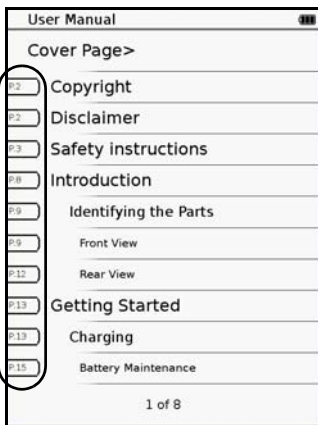 User Manual
Cover Page>
P.2 Copyright
P.2 Disclaimer
P.3 Safety instructions
P.8 Introduction
P.9 Identifying the Parts
P.9 Front View
P.12 Rear View
P.13 Getting Started
P.13 Charging
P.15 Battery Maintenance
1 of 8